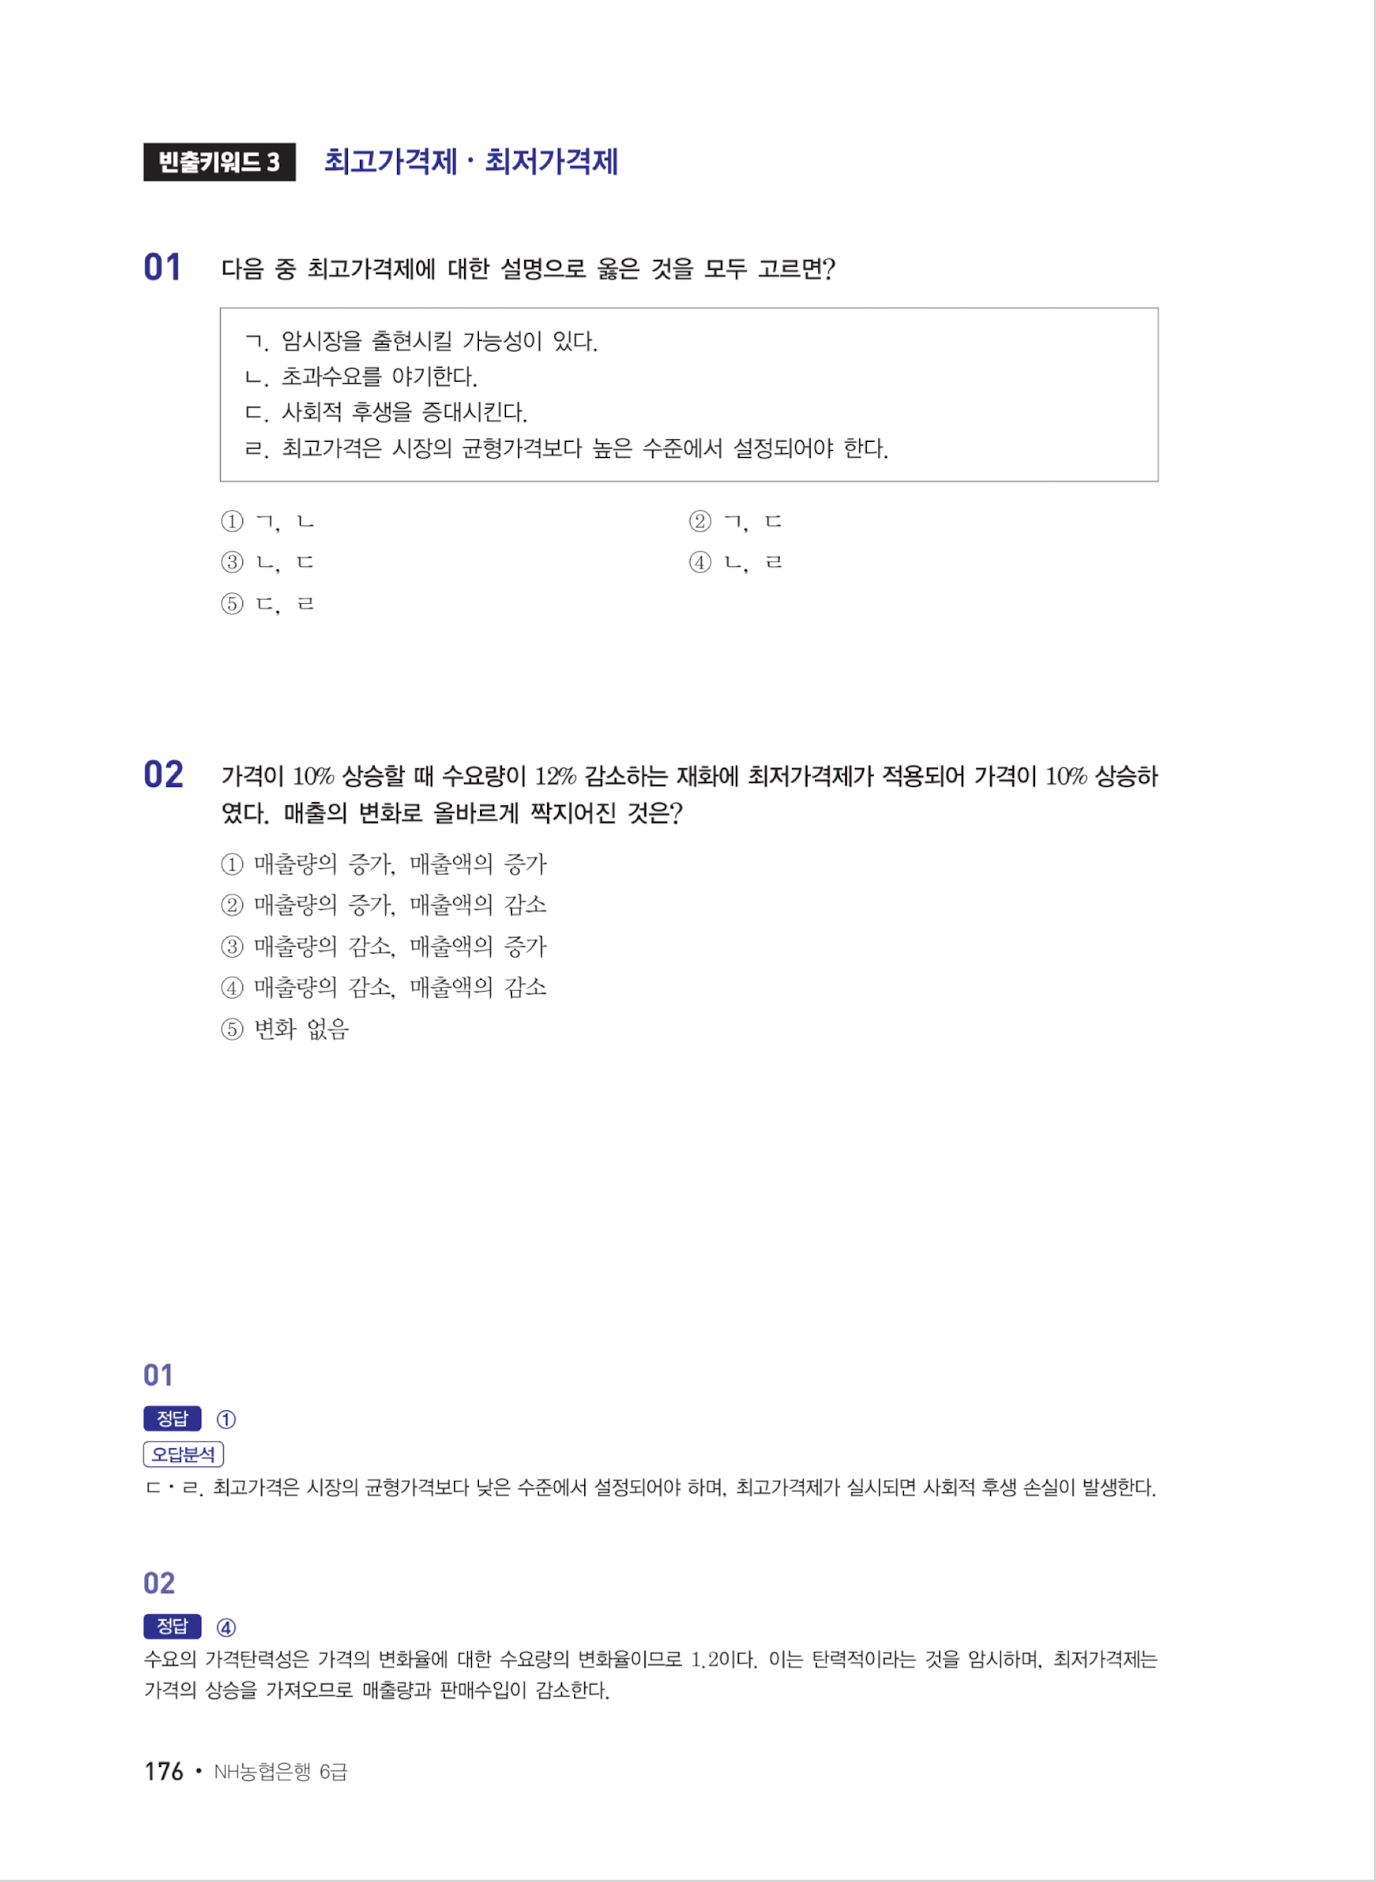 빈출키워드 3 최고가격제 · 최저가격제
01 다음 중 최고가격제에 대한 설명으로 옳은 것을 모두 고르면?
ㄱ. 암시장을 출현시킬 가능성이 있다.
ㄴ. 초과수요를 야기한다.
ㄷ. 사회적 후생을 증대시킨다.
ㄹ. 최고가격은 시장의 균형가격보다 높은 수준에서 설정되어야 한다.
① ㄱ, ㄴ ② ㄱ, ㄷ
③ ㄴ, ㄷ ④ ㄴ, ㄹ
⑤ ㄷ, ㄹ
02 가격이 10% 상승할 때 수요량이 12% 감소하는 재화에 최저가격제가 적용되어 가격이 10% 상승하
였다. 매출의 변화로 올바르게 짝지어진 것은?
① 매출량의 증가, 매출액의 증가
② 매출량의 증가, 매출액의 감소
③ 매출량의 감소, 매출액의 증가
④ 매출량의 감소, 매출액의 감소
⑤ 변화 없음
01
정답 ①
오답분석
ㄷ · ㄹ. 최고가격은 시장의 균형가격보다 낮은 수준에서 설정되어야 하며, 최고가격제가 실시되면 사회적 후생 손실이 발생한다.
02
정답 ④
수요의 가격탄력성은 가격의 변화율에 대한 수요량의 변화율이므로 1.2이다. 이는 탄력적이라는 것을 암시하며, 최저가격제는
가격의 상승을 가져오므로 매출량과 판매수입이 감소한다.
176 • NH농협은행 6급